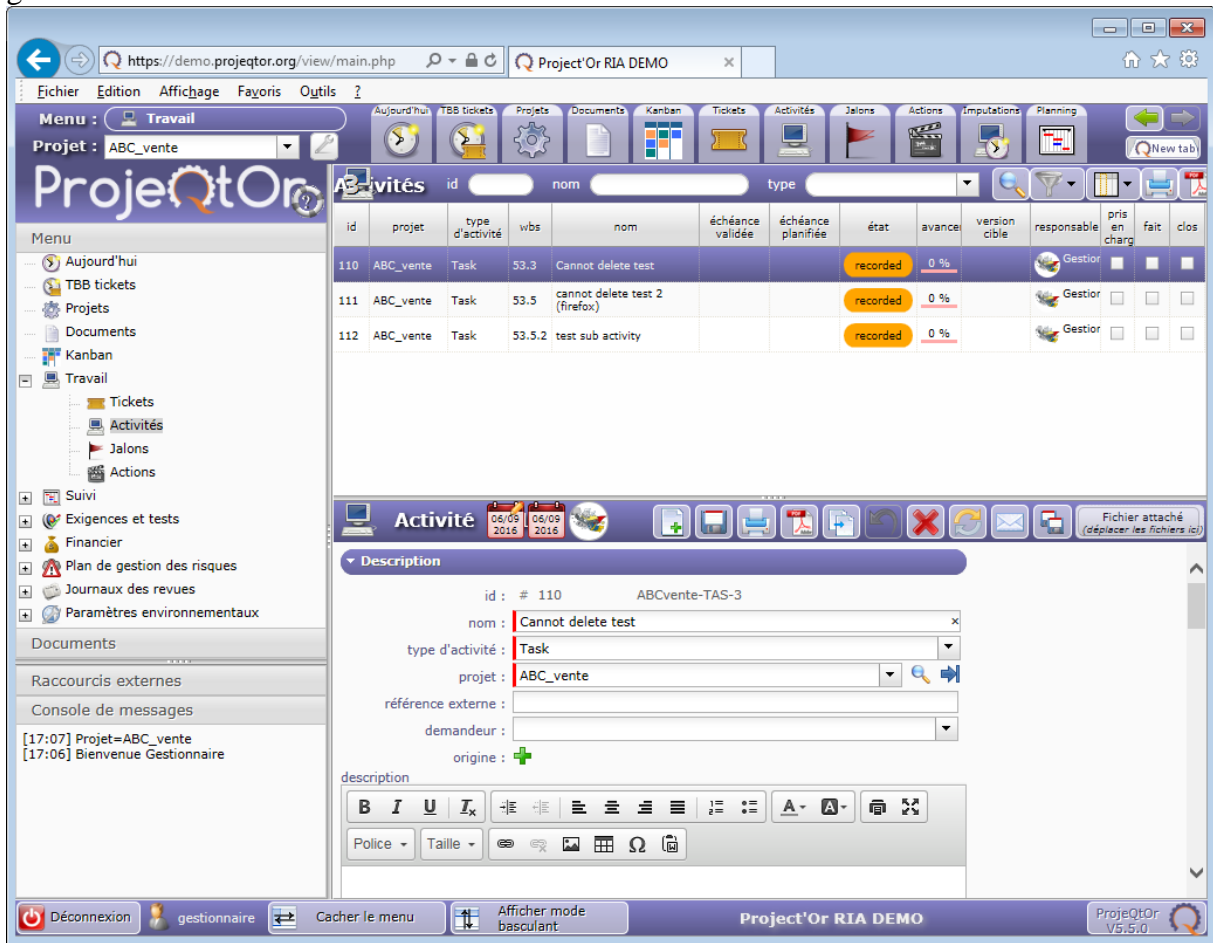 https://demo.projeqtor.org/view/main.php
Project'Or RIA DEMO
Fichier Edition Affichage Favoris Outils ?
Menu : Travail
Projet : ABC_vente
Aujourd'hui TBB tickets Projets Documents Kanban Tickets Activités Jalons Actions Imputations Planning
New tab
ProjeQtOr
3 ivités id nom type
id projet type d'activité wbs nom échéance validée échéance planifiée état avance version cible responsable pris en charg fait clos
110 ABC_vente Task 53.3 Cannot delete test recorded 0 % Gestior
111 ABC_vente Task 53.5 cannot delete test 2 (firefox) recorded 0 % Gestior
112 ABC_vente Task 53.5.2 test sub activity recorded 0 % Gestior
Menu
Aujourd'hui
TBB tickets
Projets
Documents
Kanban
Travail
Tickets
Activités
Jalons
Actions
Suivi
Exigences et tests
Financier
Plan de gestion des risques
Journaux des revues
Paramètres environnementaux
Documents
Raccourcis externes
Console de messages
[17:07] Projet=ABC_vente
[17:06] Bienvenue Gestionnaire
Activité 06/09 2016 06/09 2016
Fichier attaché
(déplacer les fichiers ici)
Description
id : # 110 ABCvente-TAS-3
nom : Cannot delete test
type d'activité : Task
projet : ABC_vente
référence externe :
demandeur :
origine :
description
B I U Tx A A
Police Taille Ω
Déconnexion gestionnaire Cacher le menu Afficher mode basculant Project'Or RIA DEMO ProjeQtOr V5.5.0